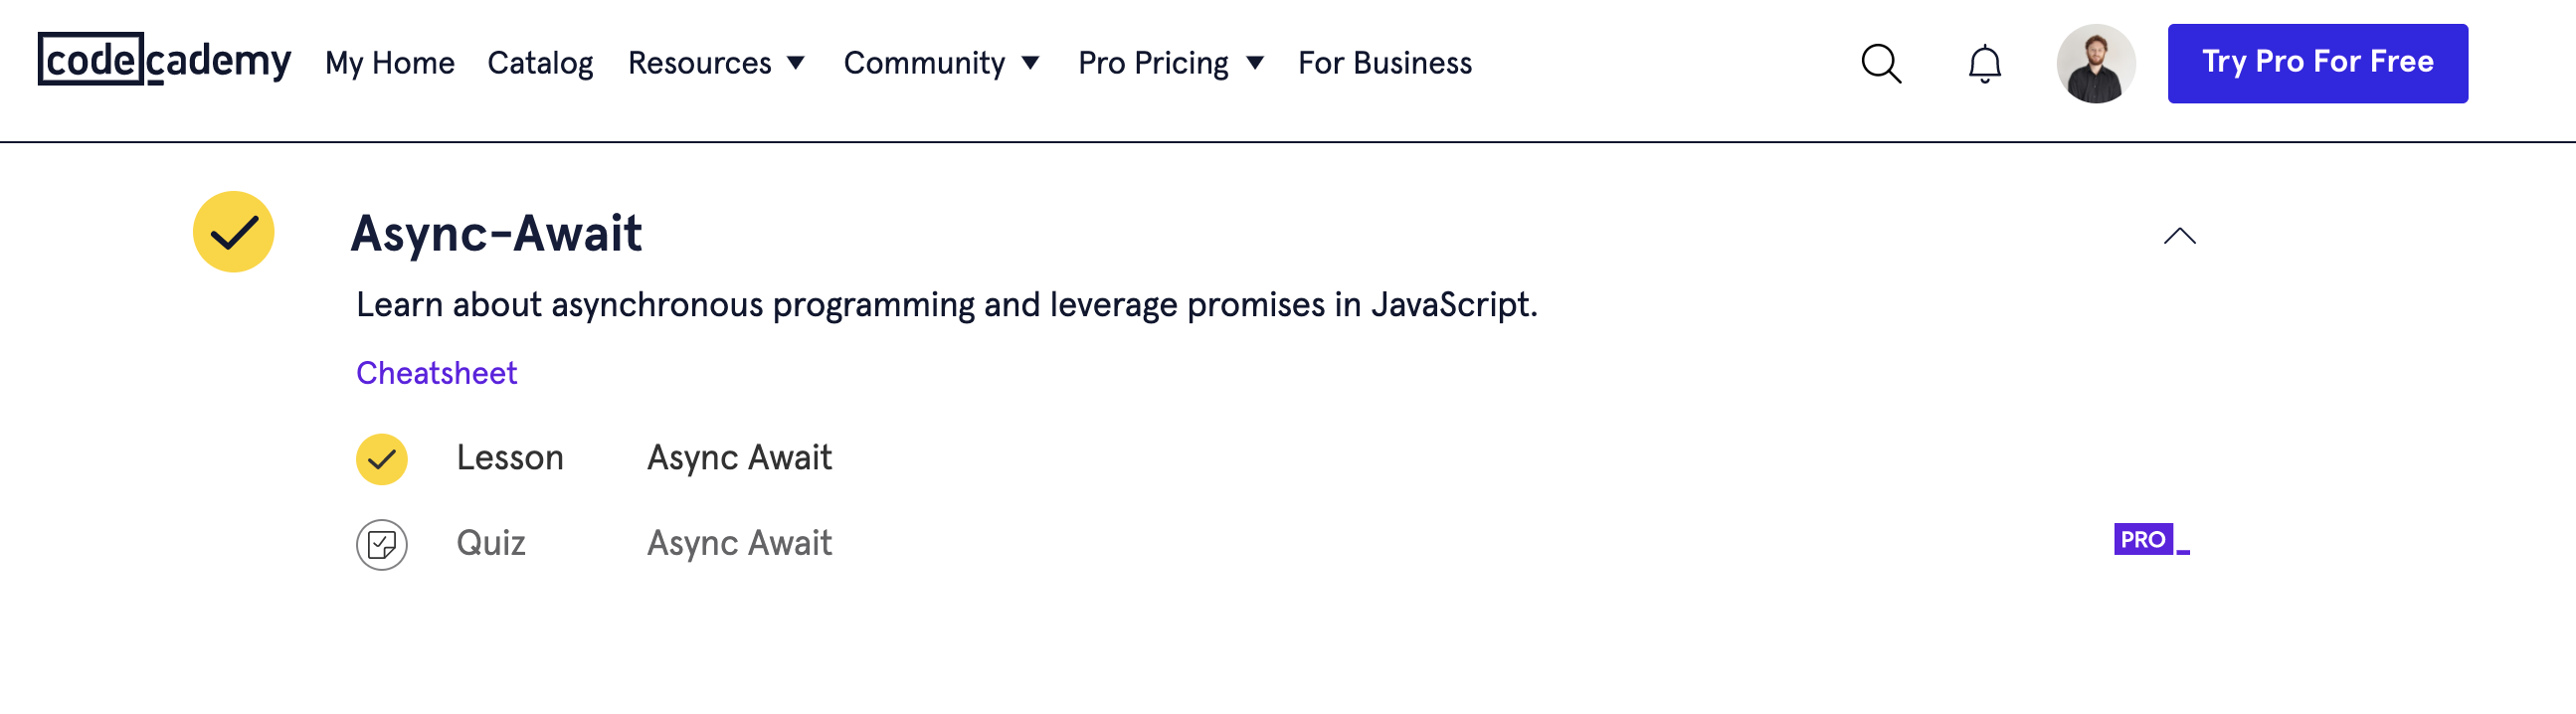 codecademy My Home Catalog Resources Community Pro Pricing For Business Try Pro For Free
Async-Await
Learn about asynchronous programming and leverage promises in JavaScript.
Cheatsheet
Lesson Async Await
Quiz Async Await PRO